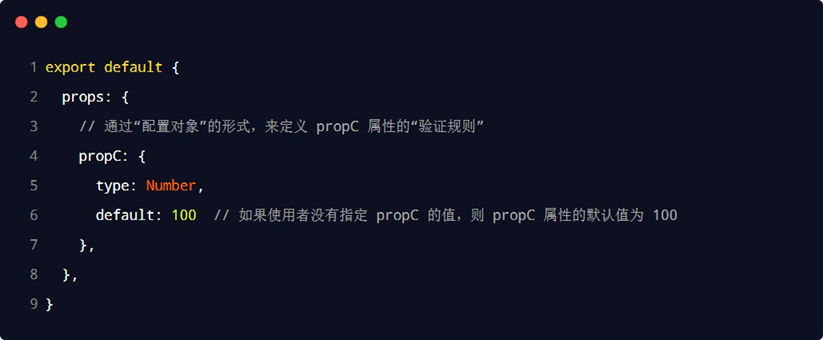 1 export default {
2   props: {
3     // 通过“配置对象”的形式，来定义 propC 属性的“验证规则”
4     propC: {
5       type: Number,
6       default: 100  // 如果使用者没有指定 propC 的值，则 propC 属性的默认值为 100
7     },
8   },
9 }